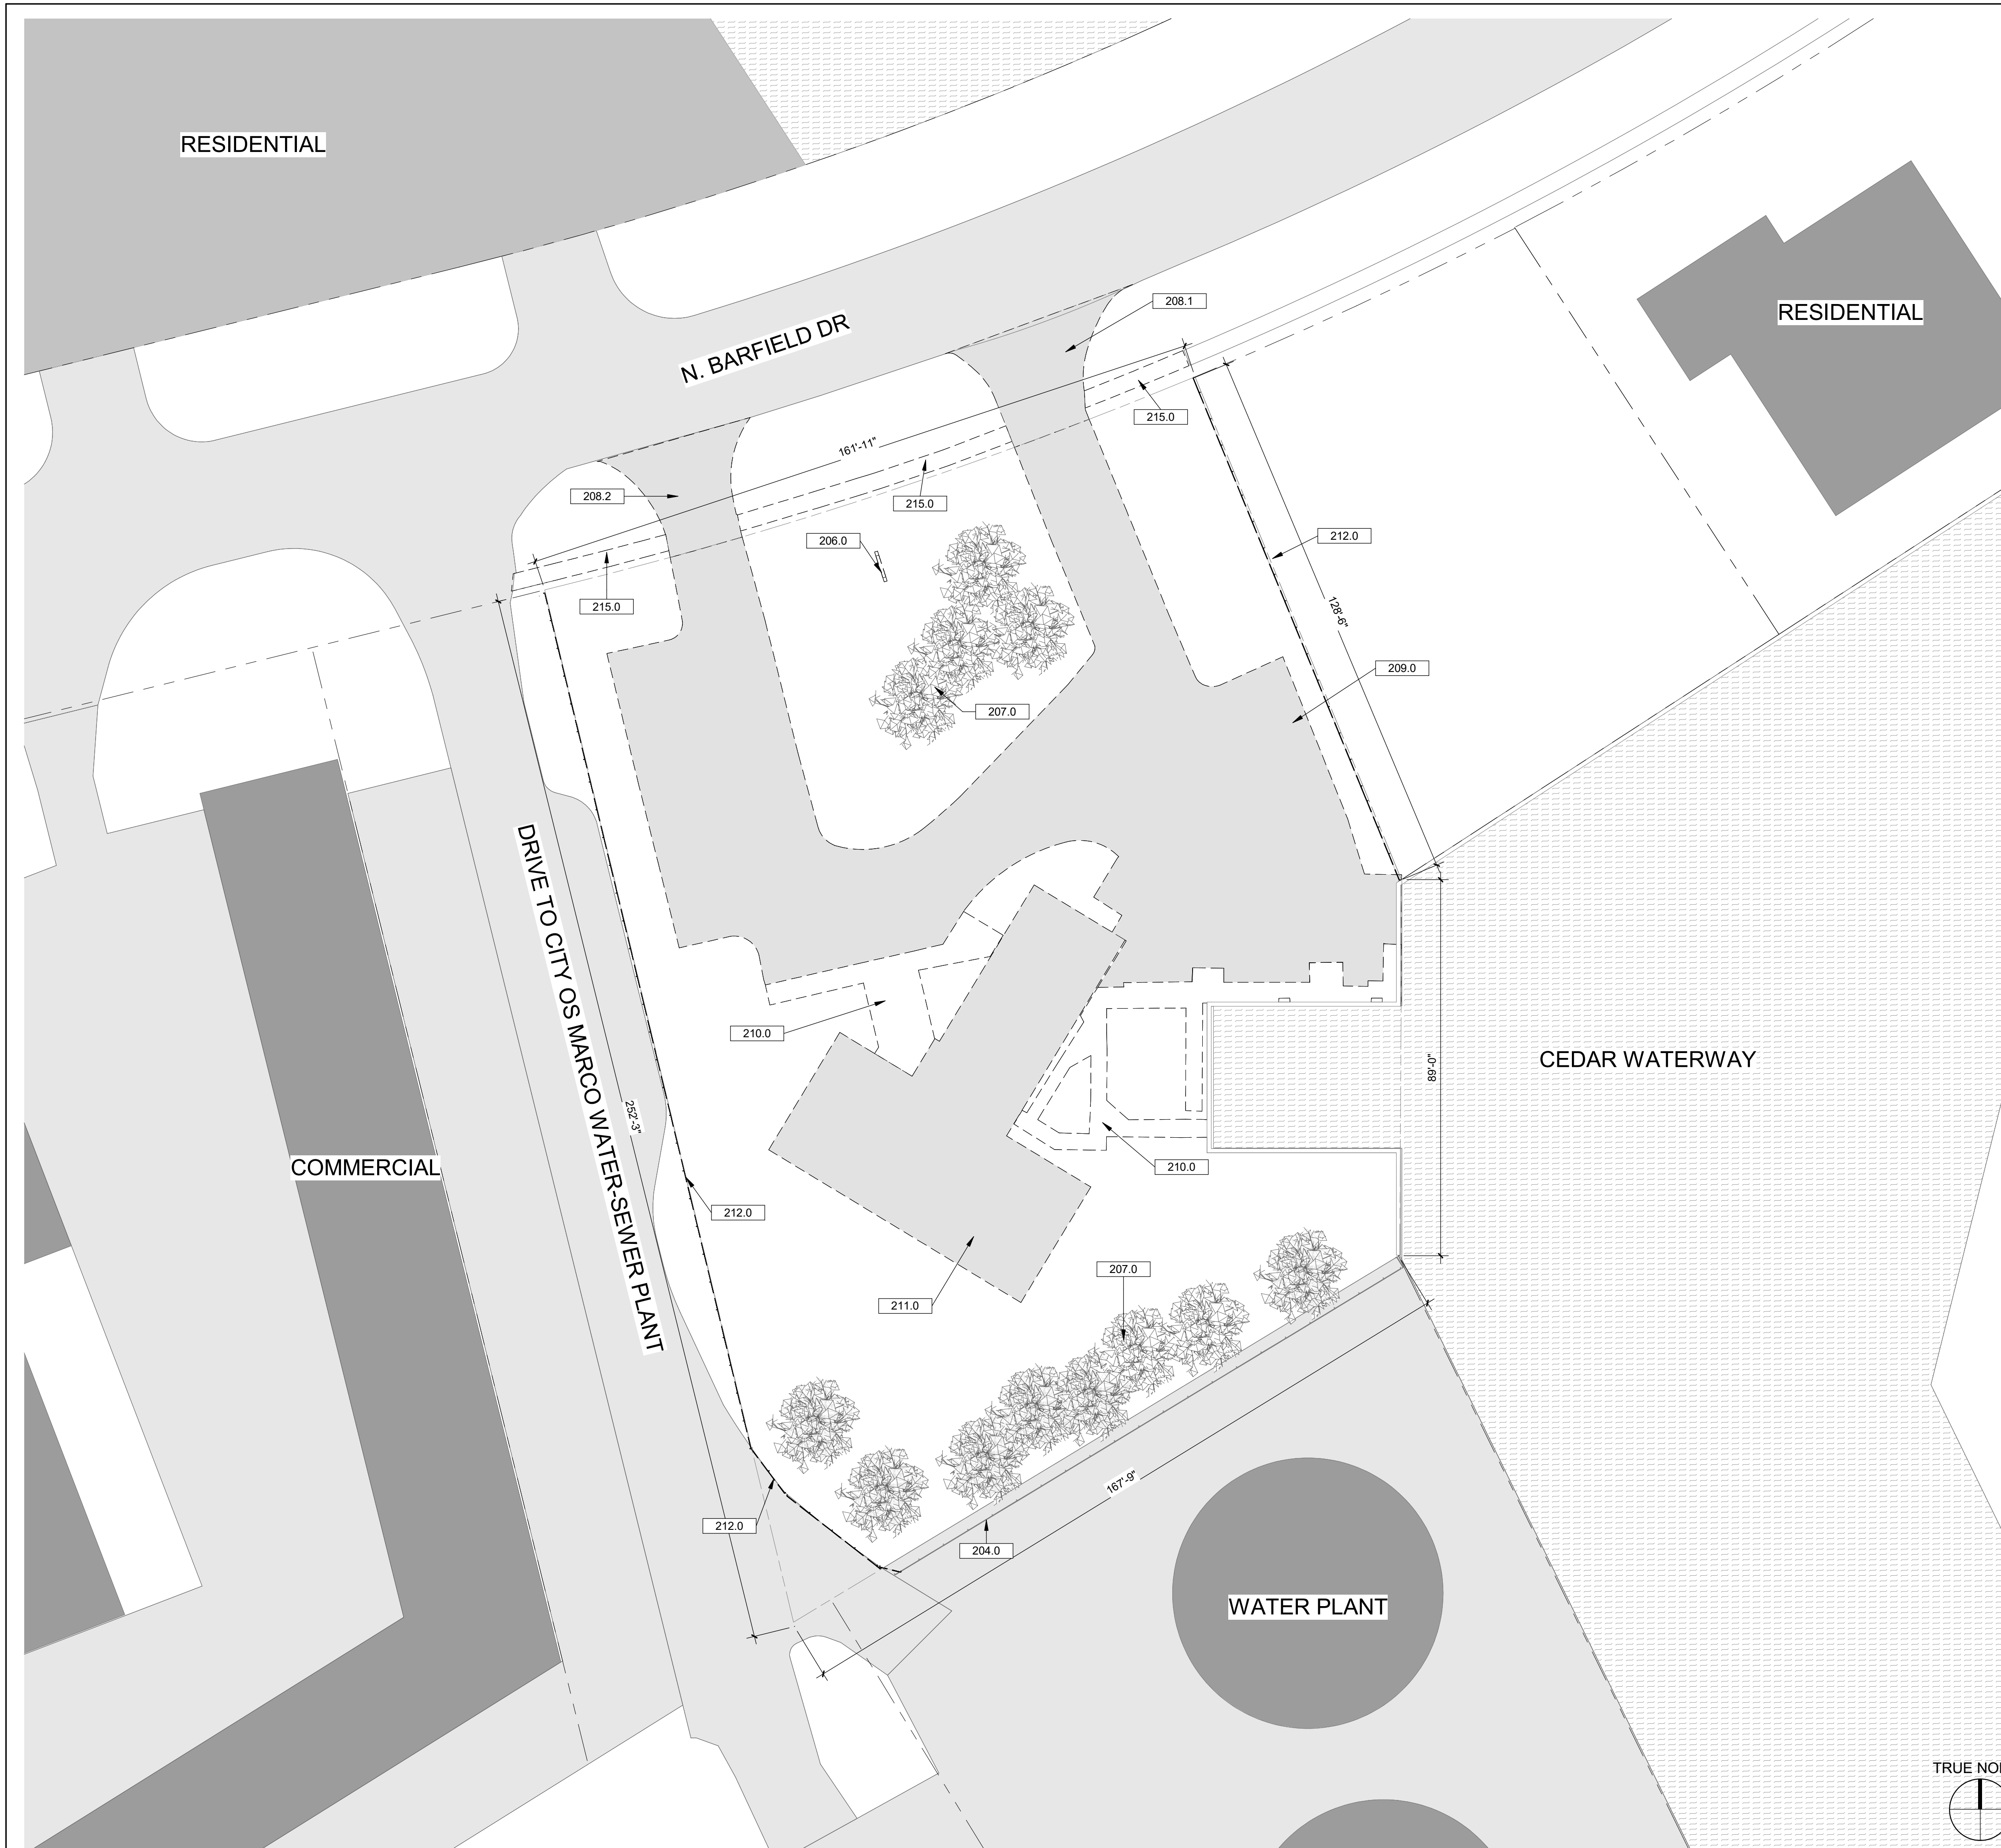 RESIDENTIAL
208.1
RESIDENTIAL
N. BARFIELD DR
215.0
161'-11"
208.2
215.0
212.0
206.0
215.0
128'-6"
209.0
207.0
DRIVE TO CITY OS MARCO WATER-SEWER PLANT
210.0
89'-0"
CEDAR WATERWAY
252'-3"
COMMERCIAL
210.0
212.0
207.0
211.0
167'-9"
212.0
204.0
WATER PLANT
TRUE